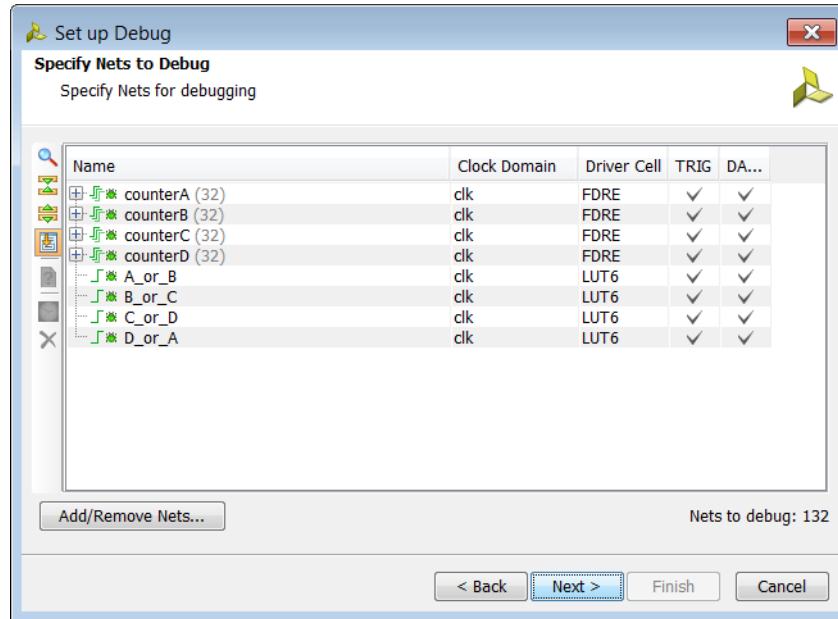 Set up Debug
Specify Nets to Debug
Specify Nets for debugging
Name Clock Domain Driver Cell TRIG DA...
counterA (32) clk FDRE
counterB (32) clk FDRE
counterC (32) clk FDRE
counterD (32) clk FDRE
A_or_B clk LUT6
B_or_C clk LUT6
C_or_D clk LUT6
D_or_A clk LUT6
Add/Remove Nets... Nets to debug: 132
< Back Next > Finish Cancel